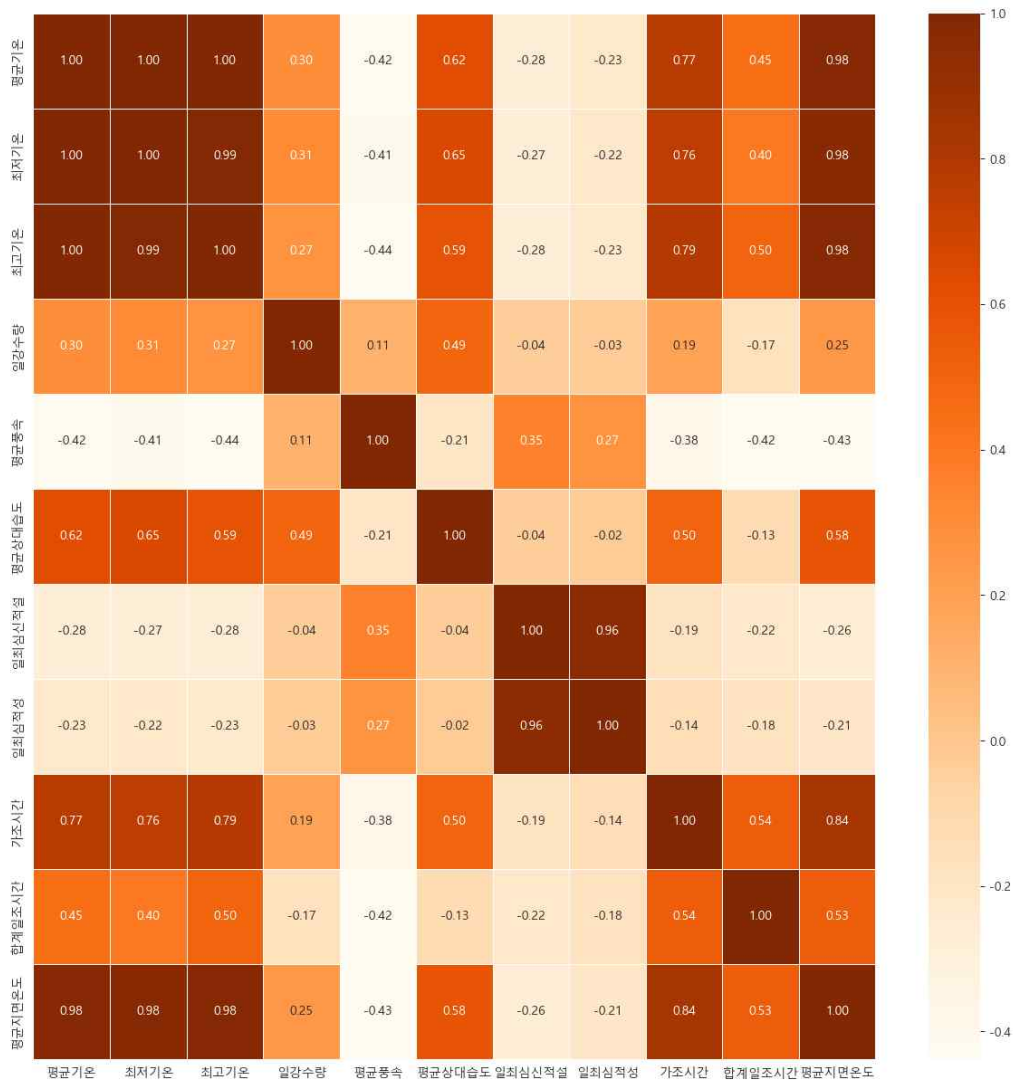 평균기온 1.00 1.00 1.00 0.30 -0.42 0.62 -0.28 -0.23 0.77 0.45 0.98
최저기온 1.00 1.00 0.99 0.31 -0.41 0.65 -0.27 -0.22 0.76 0.40 0.98
최고기온 1.00 0.99 1.00 0.27 -0.44 0.59 -0.28 -0.23 0.79 0.50 0.98
일강수량 0.30 0.31 0.27 1.00 0.11 0.49 -0.04 -0.03 0.19 -0.17 0.25
평균풍속 -0.42 -0.41 -0.44 0.11 1.00 -0.21 0.35 0.27 -0.38 -0.42 -0.43
평균상대습도 0.62 0.65 0.59 0.49 -0.21 1.00 -0.04 -0.02 0.50 -0.13 0.58
일최심신적설 -0.28 -0.27 -0.28 -0.04 0.35 -0.04 1.00 0.96 -0.19 -0.22 -0.26
일최심적성 -0.23 -0.22 -0.23 -0.03 0.27 -0.02 0.96 1.00 -0.14 -0.18 -0.21
가조시간 0.77 0.76 0.79 0.19 -0.38 0.50 -0.19 -0.14 1.00 0.54 0.84
합계일조시간 0.45 0.40 0.50 -0.17 -0.42 -0.13 -0.22 -0.18 0.54 1.00 0.53
평균지면온도 0.98 0.98 0.98 0.25 -0.43 0.58 -0.26 -0.21 0.84 0.53 1.00
평균기온 최저기온 최고기온 일강수량 평균풍속 평균상대습도 일최심신적설 일최심적성 가조시간 합계일조시간 평균지면온도
1.0
0.8
0.6
0.4
0.2
0.0
-0.2
-0.4